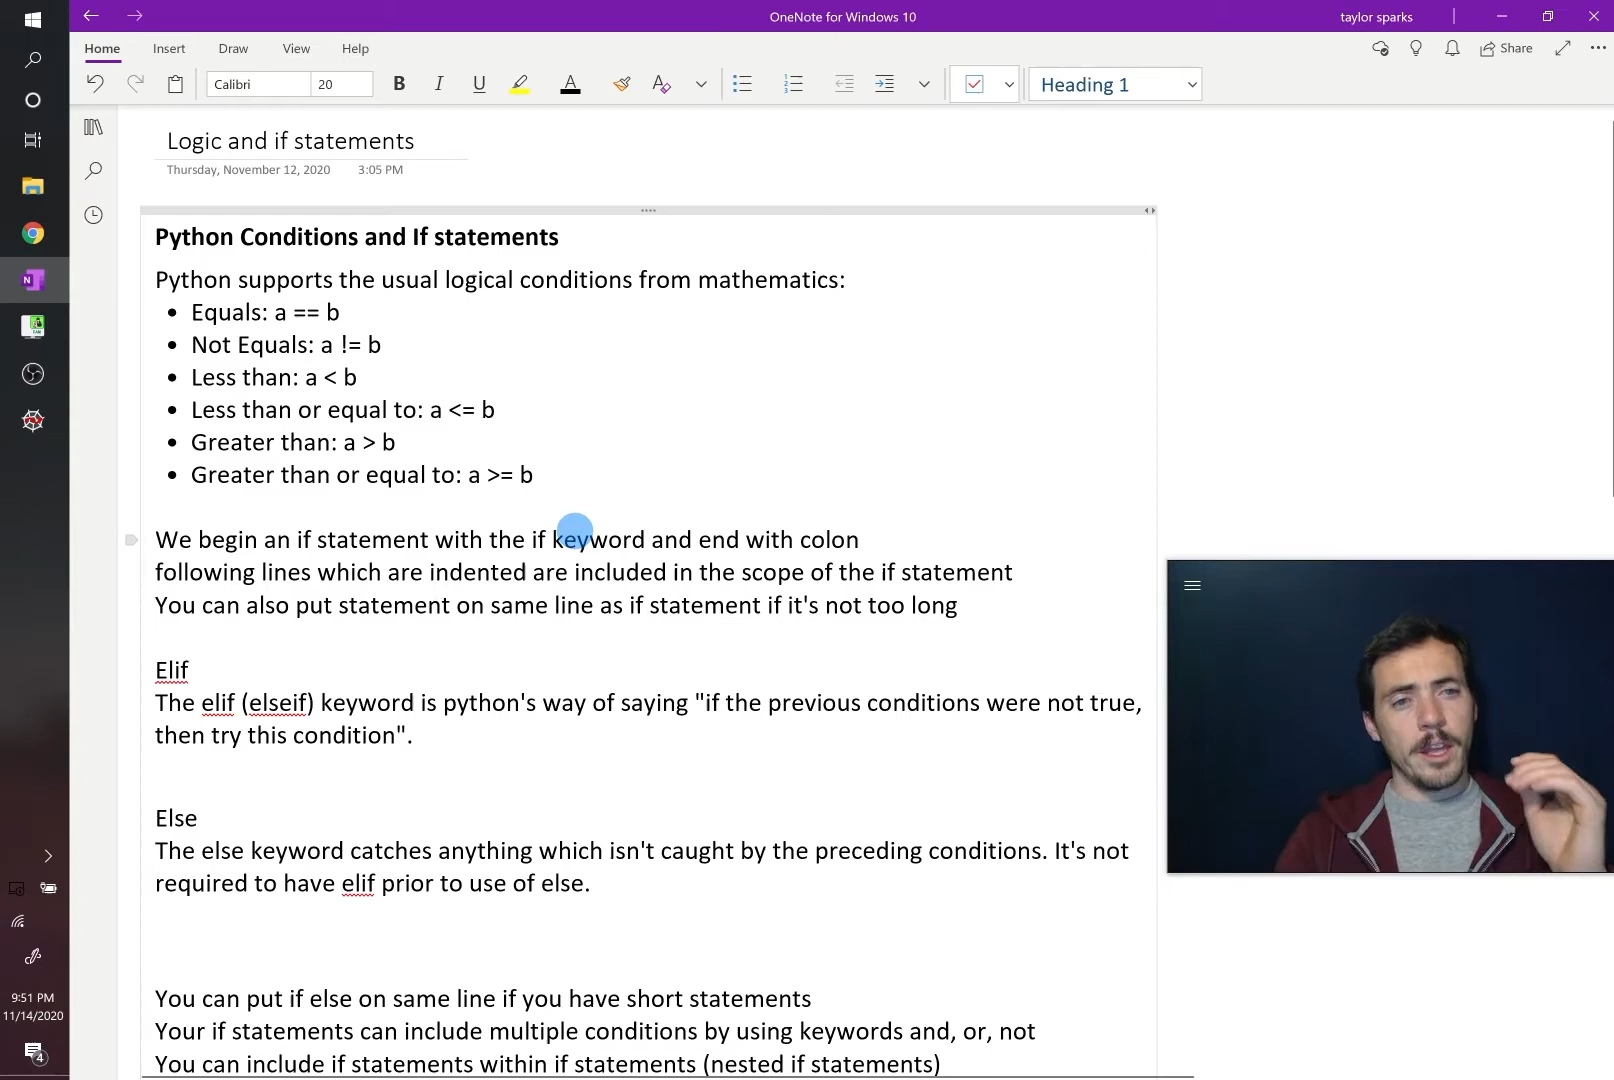 OneNote for Windows 10
taylor sparks
Home
Insert
Draw
View
Help
Share
Calibri
20
B
I
U
A
A
Heading 1
Logic and if statements
Thursday, November 12, 2020
3:05 PM
Python Conditions and If statements
Python supports the usual logical conditions from mathematics:
• Equals: a == b
• Not Equals: a != b
• Less than: a < b
• Less than or equal to: a <= b
• Greater than: a > b
• Greater than or equal to: a >= b
We begin an if statement with the if keyword and end with colon
following lines which are indented are included in the scope of the if statement
You can also put statement on same line as if statement if it's not too long
Elif
The elif (elseif) keyword is python's way of saying "if the previous conditions were not true,
then try this condition".
Else
The else keyword catches anything which isn't caught by the preceding conditions. It's not
required to have elif prior to use of else.
You can put if else on same line if you have short statements
Your if statements can include multiple conditions by using keywords and, or, not
You can include if statements within if statements (nested if statements)
N
9:51 PM
11/14/2020
4